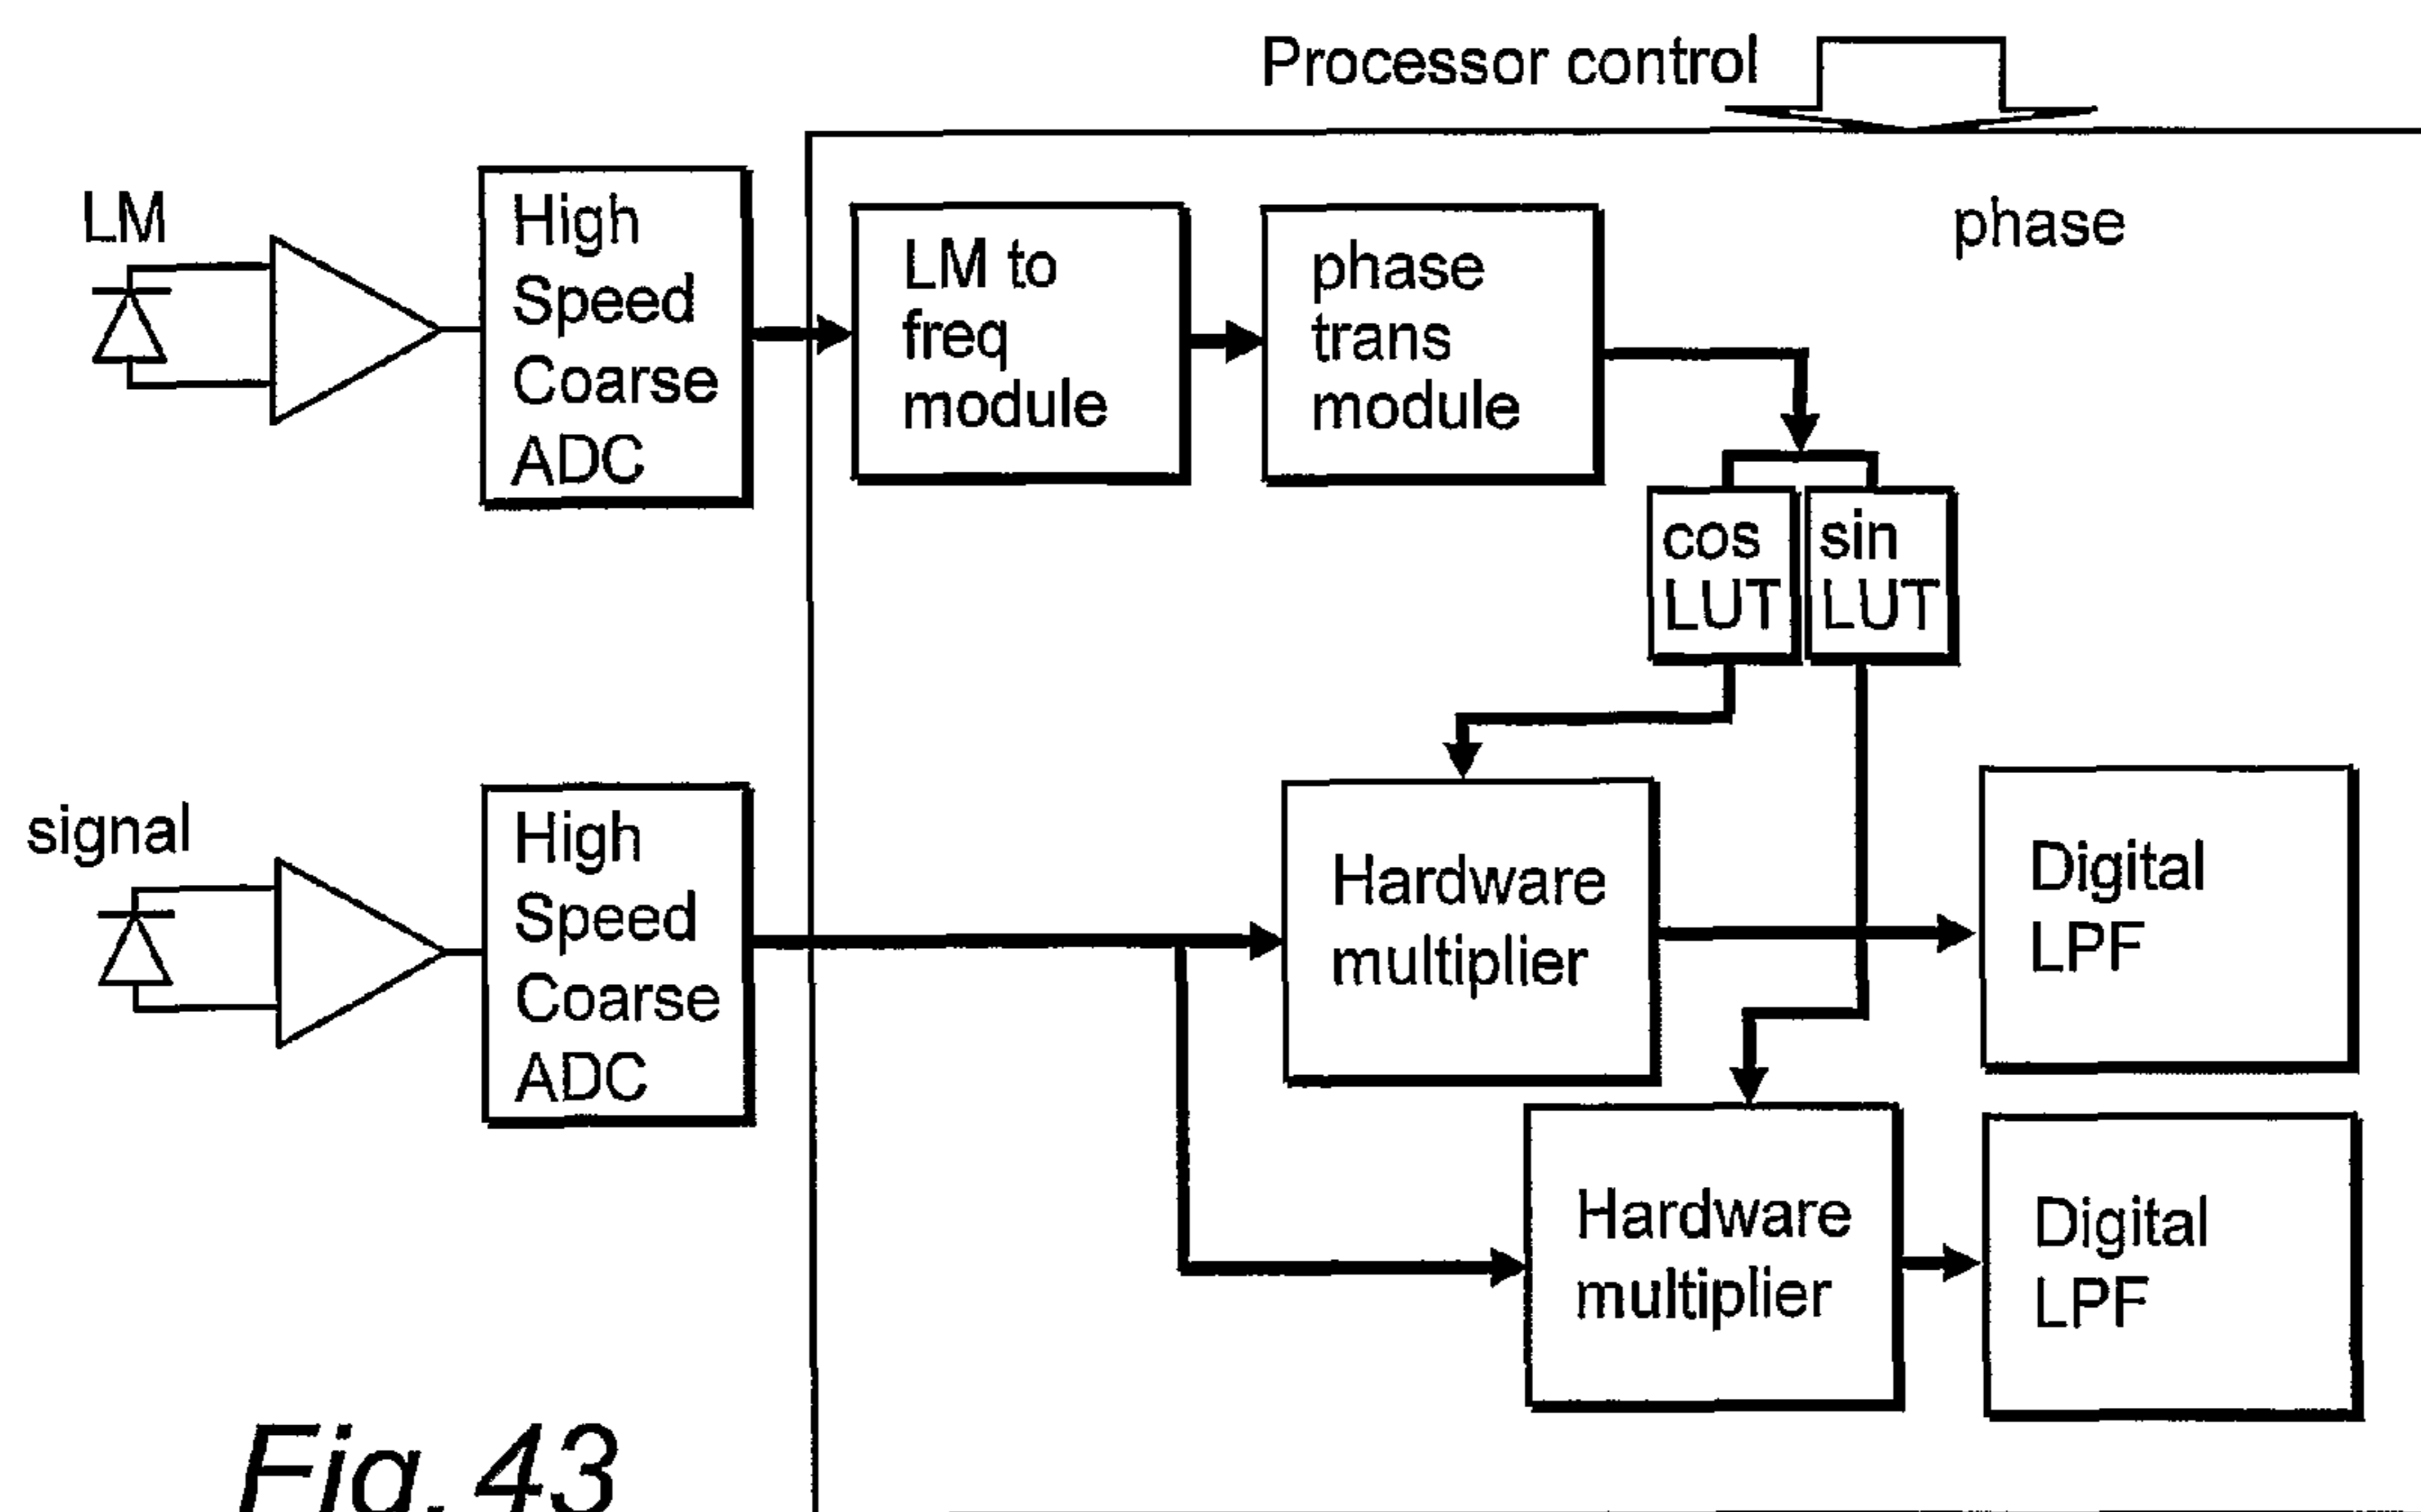 Processor control
LM
High
Speed
Coarse
ADC
LM to
freq
module
phase
trans
module
phase
cos
LUT
sin
LUT
signal
High
Speed
Coarse
ADC
Hardware
multiplier
Digital
LPF
Hardware
multiplier
Digital
LPF
Fig. 43